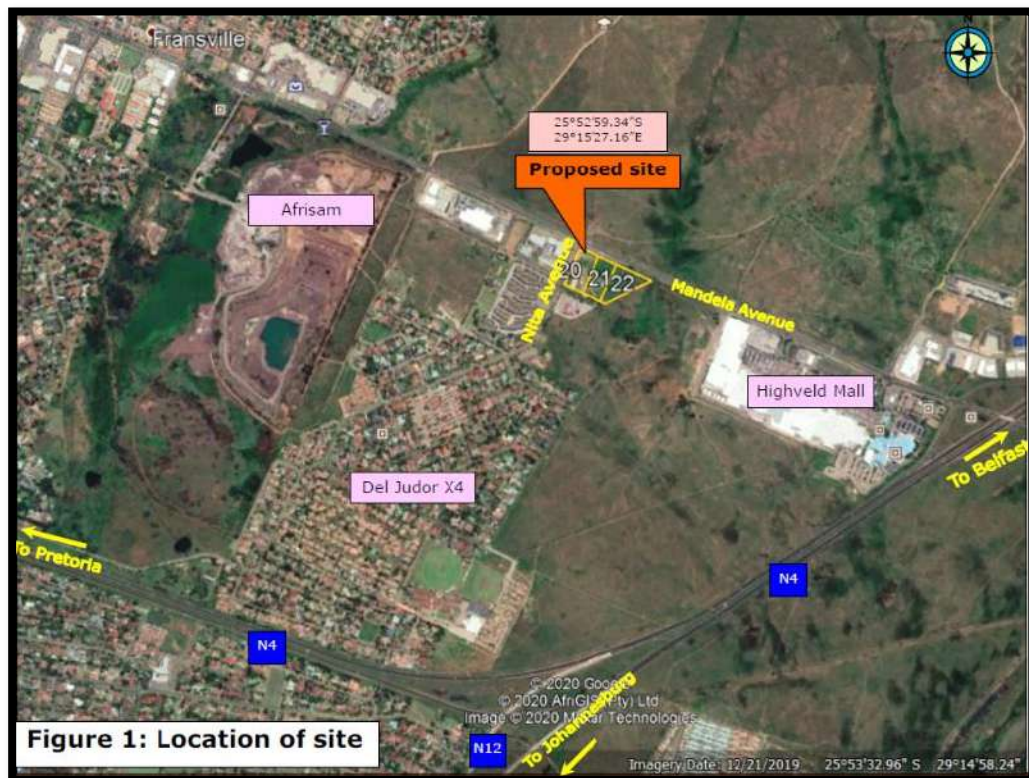 N
Fransville
25°52'59.34"S
29°15'27.16"E
Proposed site
Afrisam
Nita Avenue
20
21
22
Mandela Avenue
Highveld Mall
To Belfast
Del Judor X4
To Pretoria
N4
N4
© 2020 Google
© 2020 AfriGIS (Pty) Ltd
Image © 2020 Maxar Technologies
To Johannesburg
N12
Figure 1: Location of site
Imagery Date: 12/21/2019 25°53'32.96" S 29°14'58.24"